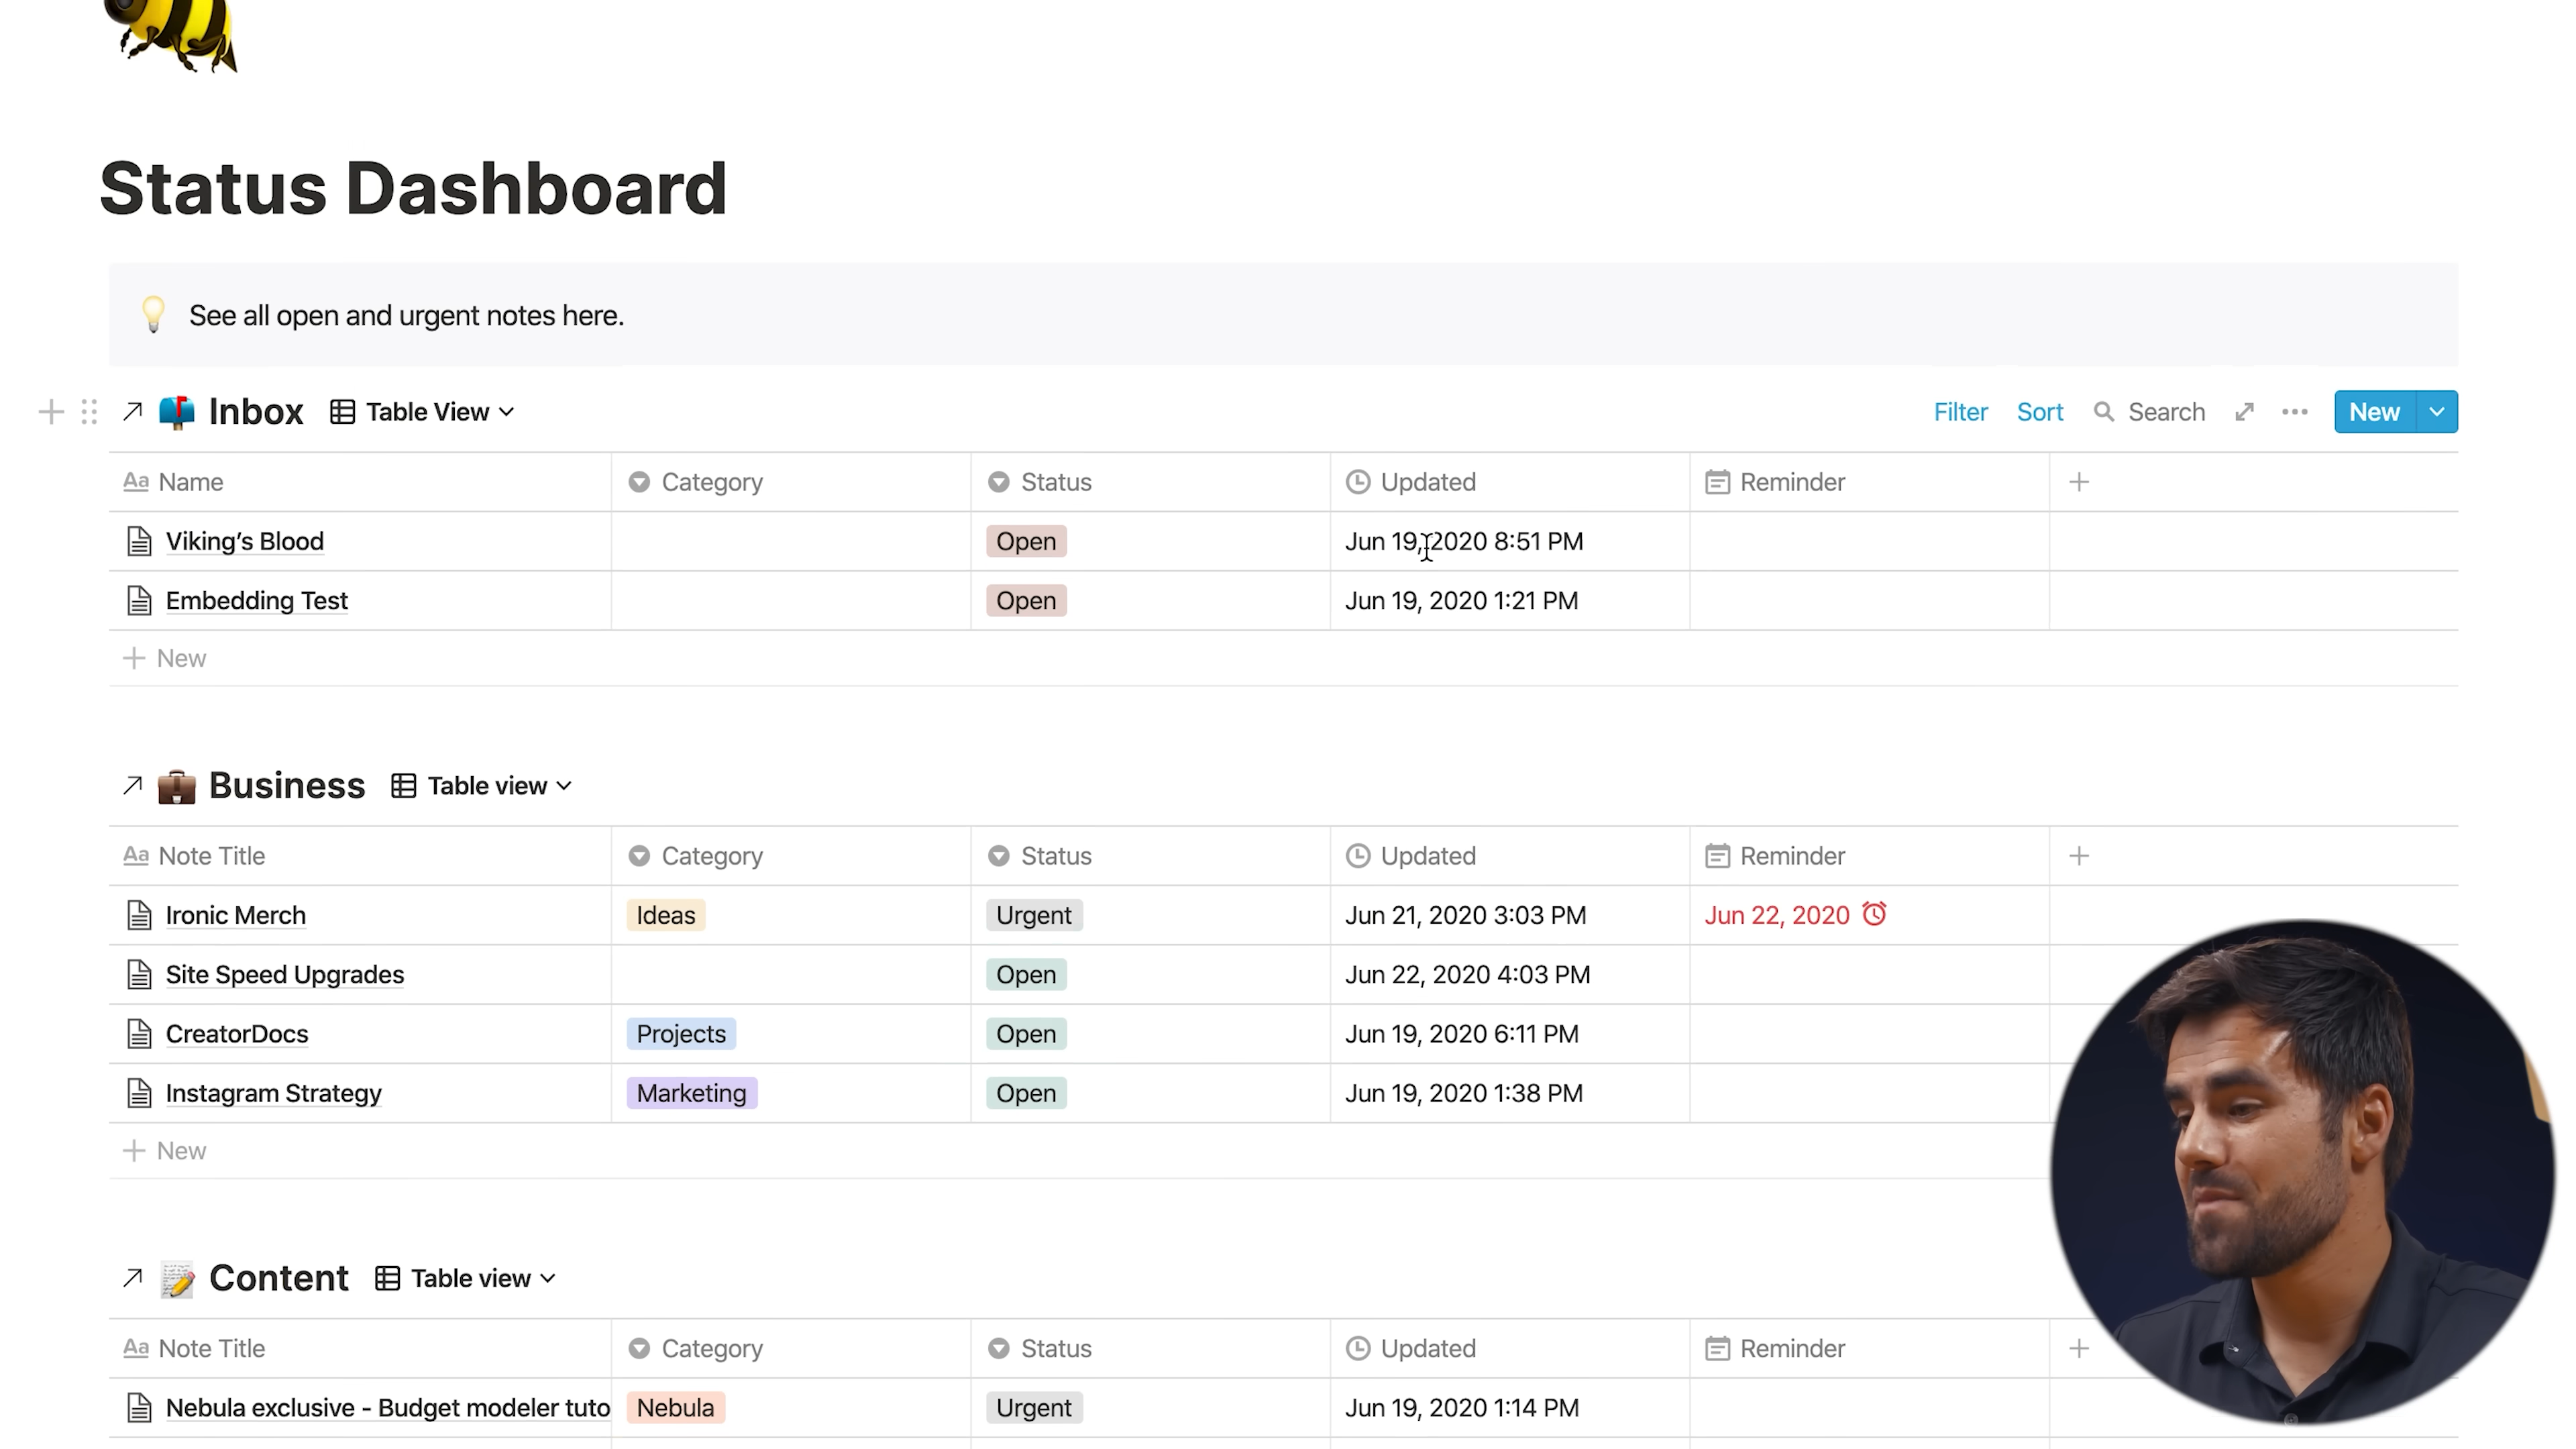 Status Dashboard
See all open and urgent notes here.
Inbox Table View Filter Sort Search New
Aa Name Category Status Updated Reminder
Viking's Blood Open Jun 19, 2020 8:51 PM
Embedding Test Open Jun 19, 2020 1:21 PM
New
Business Table view
Aa Note Title Category Status Updated Reminder
Ironic Merch Ideas Urgent Jun 21, 2020 3:03 PM Jun 22, 2020
Site Speed Upgrades Open Jun 22, 2020 4:03 PM
CreatorDocs Projects Open Jun 19, 2020 6:11 PM
Instagram Strategy Marketing Open Jun 19, 2020 1:38 PM
New
Content Table view
Aa Note Title Category Status Updated Reminder
Nebula exclusive - Budget modeler tuto Nebula Urgent Jun 19, 2020 1:14 PM